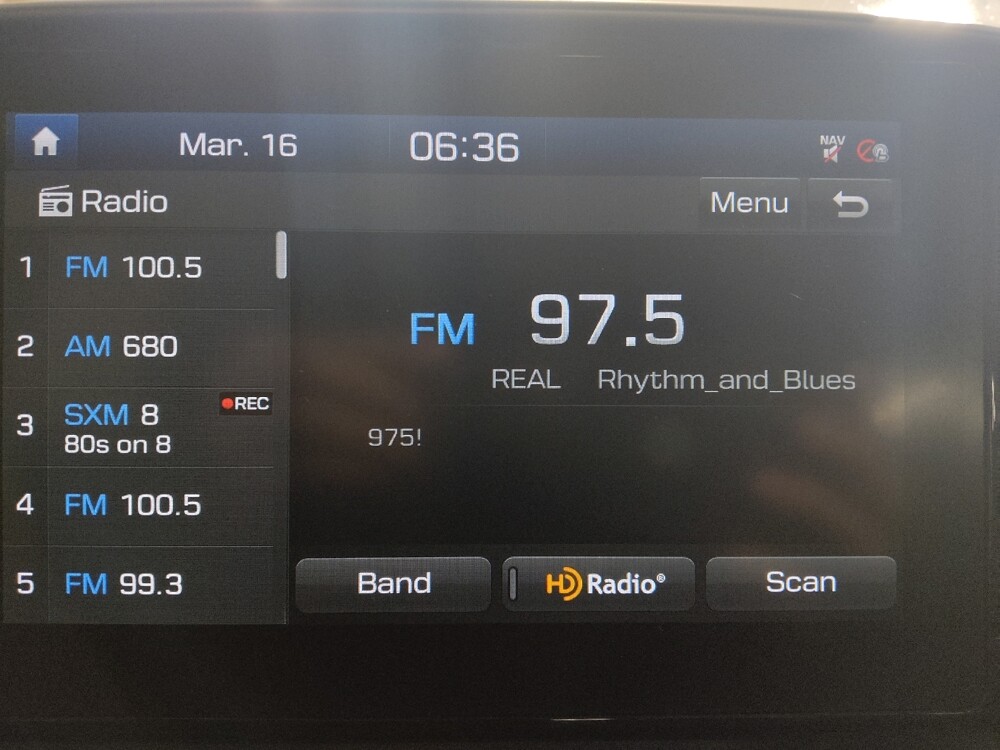 Mar. 16 06:36 NAV
Radio Menu
1 FM 100.5
2 AM 680
3 SXM 8 REC
80s on 8
4 FM 100.5
5 FM 99.3
FM 97.5
REAL Rhythm_and_Blues
975!
Band HD Radio® Scan